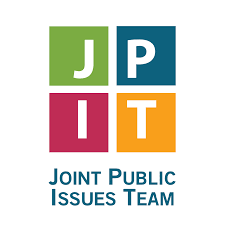 J P
I T
JOINT PUBLIC
ISSUES TEAM